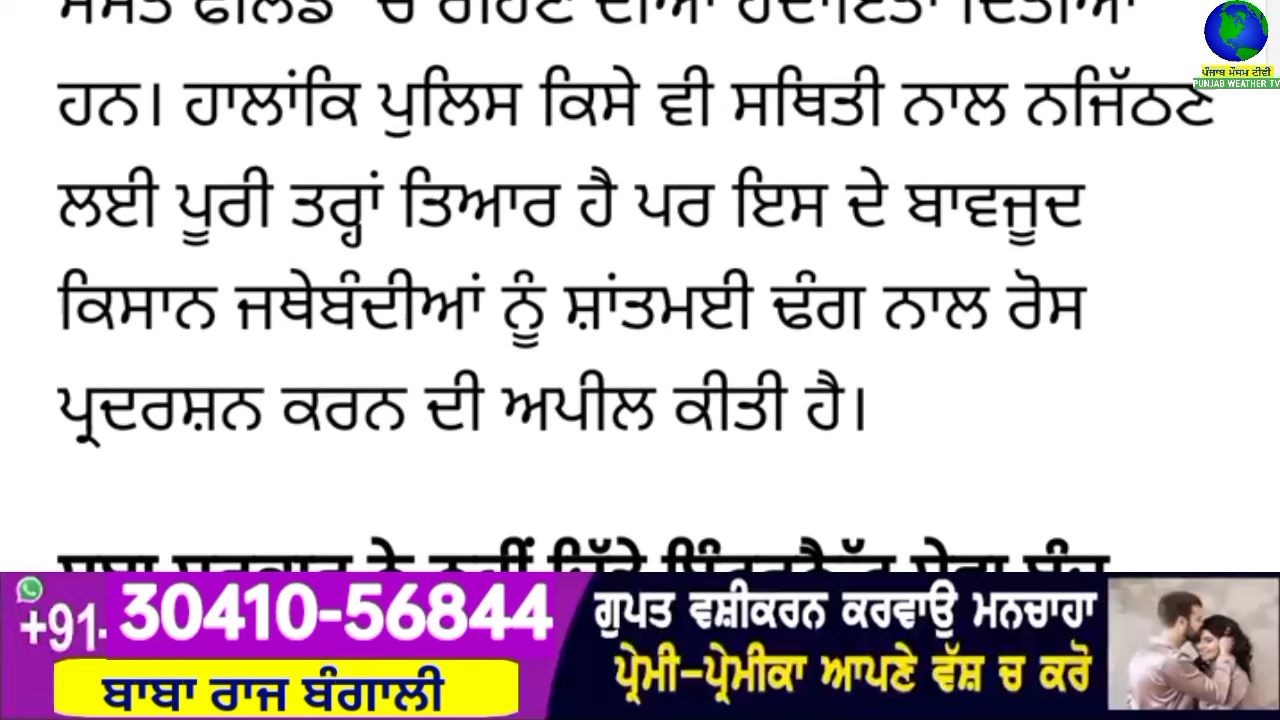 ਹਨ। ਹਾਲਾਂਕਿ ਪੁਲਿਸ ਕਿਸੇ ਵੀ ਸਥਿਤੀ ਨਾਲ ਨਜਿੱਠਣ
ਲਈ ਪੂਰੀ ਤਰ੍ਹਾਂ ਤਿਆਰ ਹੈ ਪਰ ਇਸ ਦੇ ਬਾਵਜੂਦ
ਕਿਸਾਨ ਜਥੇਬੰਦੀਆਂ ਨੂੰ ਸ਼ਾਂਤਮਈ ਢੰਗ ਨਾਲ ਰੋਸ
ਪ੍ਰਦਰਸ਼ਨ ਕਰਨ ਦੀ ਅਪੀਲ ਕੀਤੀ ਹੈ।
ਪੰਜਾਬ ਮੌਸਮ ਟੀਵੀ
PUNJAB WEATHER TV
+91- 30410-56844
ਬਾਬਾ ਰਾਜ ਬੰਗਾਲੀ
ਗੁਪਤ ਵਸ਼ੀਕਰਨ ਕਰਵਾਉ ਮਨਚਾਹਾ
ਪ੍ਰੇਮੀ-ਪ੍ਰੇਮੀਕਾ ਆਪਣੇ ਵੱਸ਼ ਚ ਕਰੋ